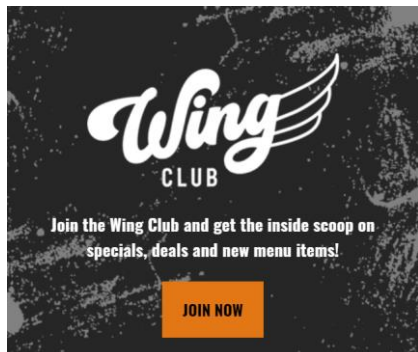 Wing
CLUB
Join the Wing Club and get the inside scoop on
specials, deals and new menu items!
JOIN NOW